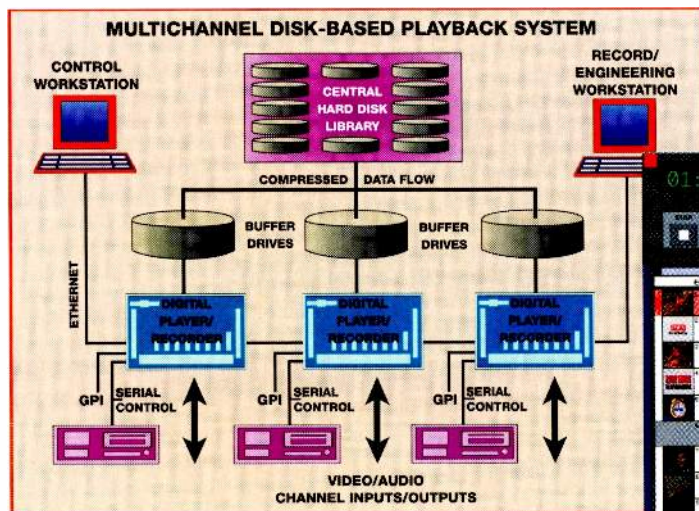 MULTICHANNEL DISK-BASED PLAYBACK SYSTEM
CONTROL
WORKSTATION
CENTRAL
HARD DISK
LIBRARY
RECORD/
ENGINEERING
WORKSTATION
COMPRESSED DATA FLOW
BUFFER
DRIVES
BUFFER
DRIVES
ETHERNET
DIGITAL
PLAYER/
RECORDER
DIGITAL
PLAYER/
RECORDER
DIGITAL
PLAYER/
RECORDER
GPI
SERIAL
CONTROL
GPI
SERIAL
CONTROL
GPI
SERIAL
CONTROL
VIDEO/AUDIO
CHANNEL INPUTS/OUTPUTS
01: